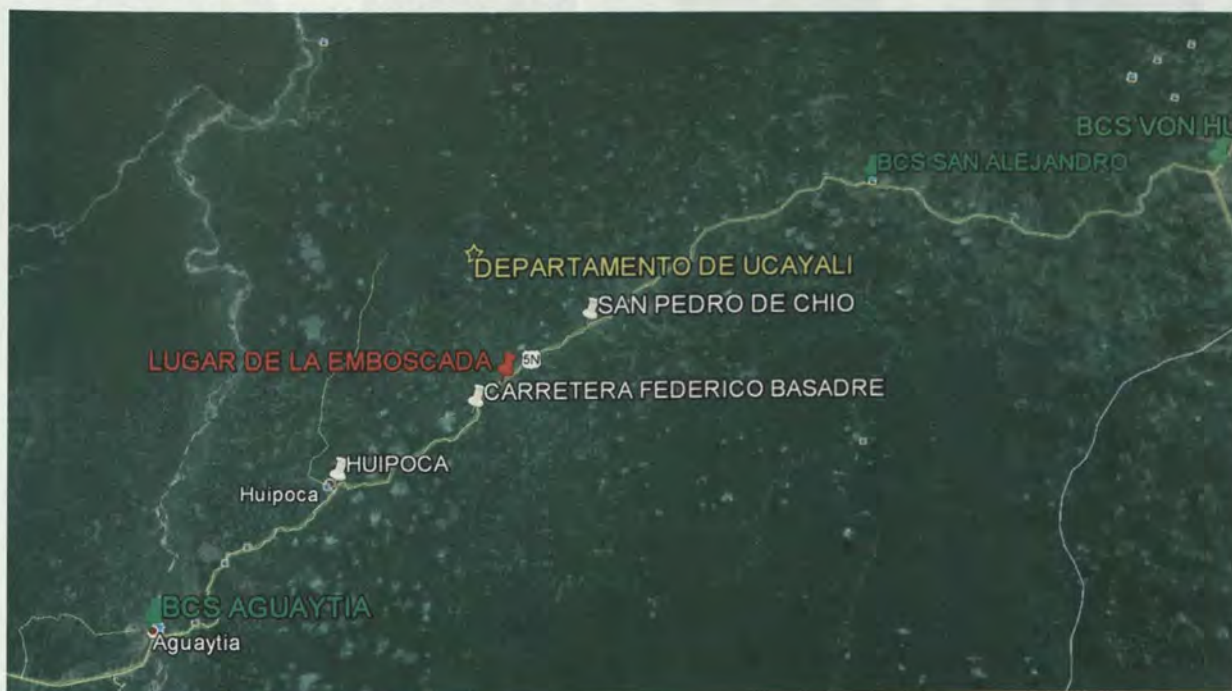 BCS VON HU
BCS SAN ALEJANDRO
DEPARTAMENTO DE UCAYALI
SAN PEDRO DE CHIO
LUGAR DE LA EMBOSCADA
5N
CARRETERA FEDERICO BASADRE
HUIPOCA
Huipoca
BCS AGUAYTIA
Aguaytia